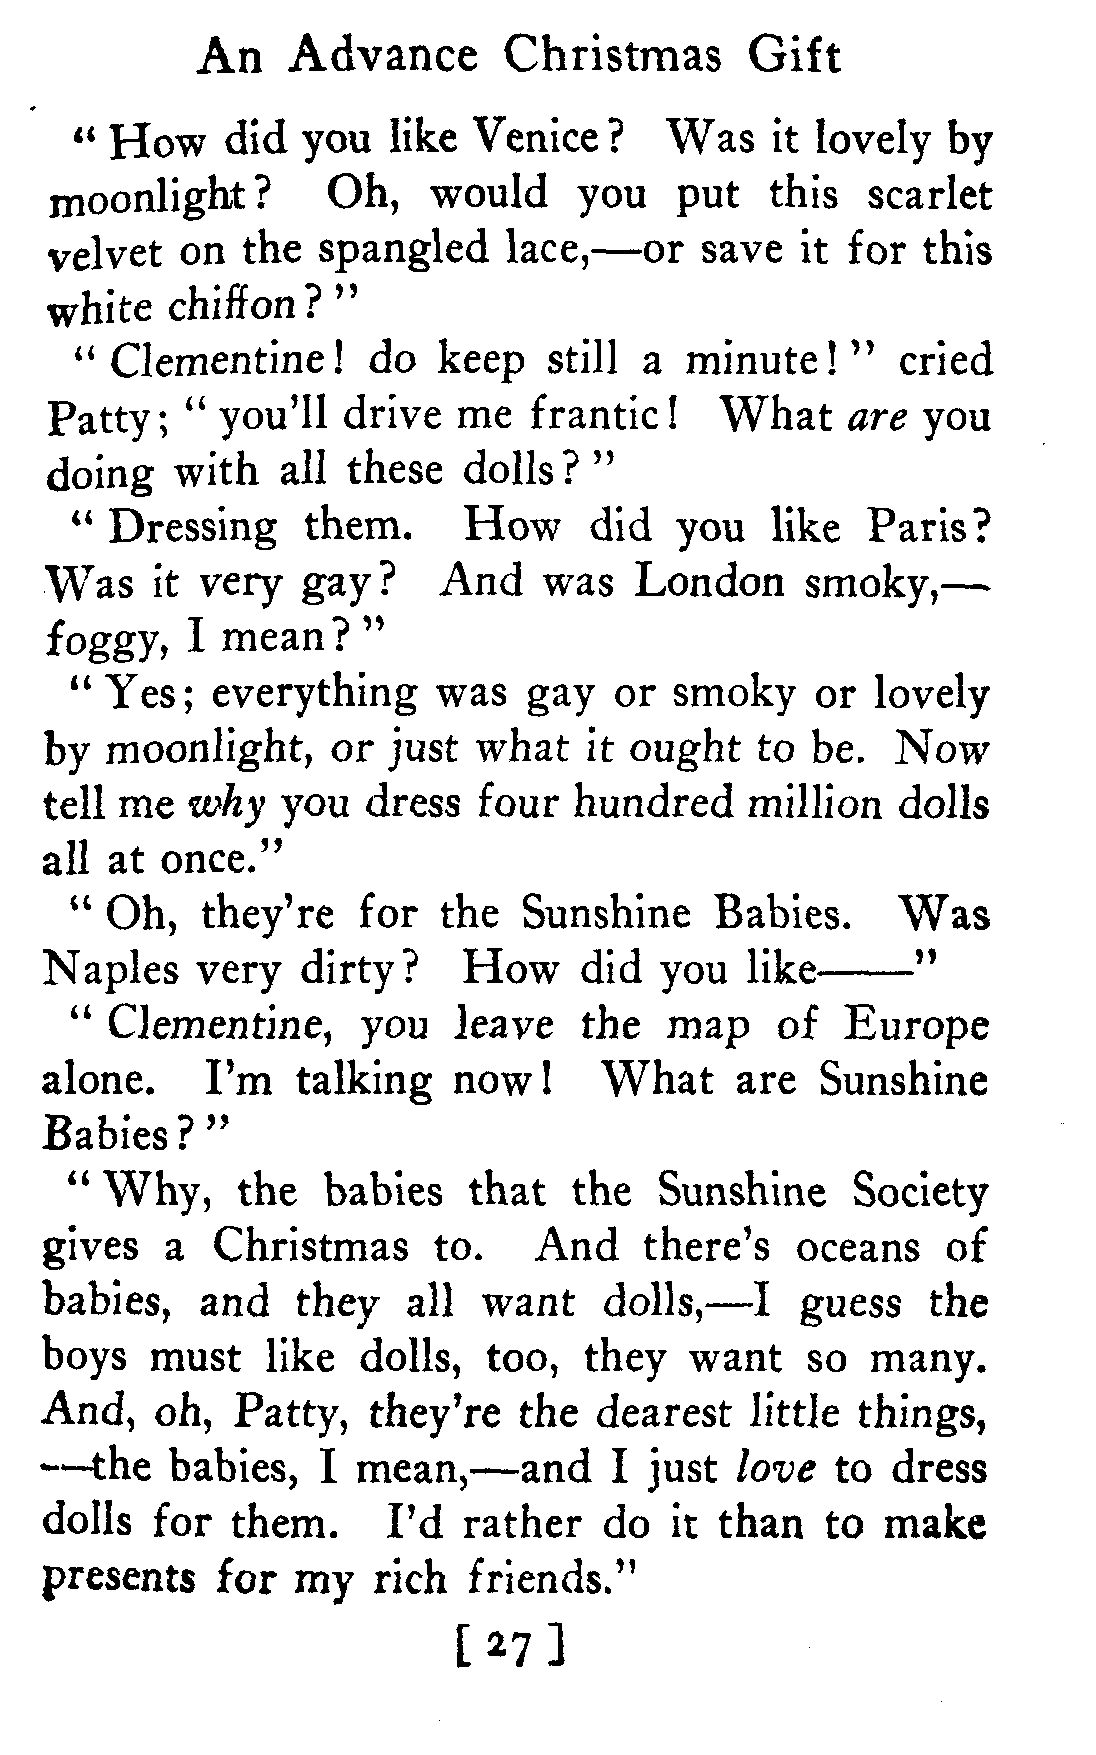 An Advance Christmas Gift
“ How did you like Venice ? Was it lovely by
moonlight ? Oh, would you put this scarlet
velvet on the spangled lace,—or save it for this
white chiffon ? ”
“ Clementine ! do keep still a minute ! ” cried
Patty ; “ you’ll drive me frantic ! What are you
doing with all these dolls ? ”
“ Dressing them. How did you like Paris ?
Was it very gay ? And was London smoky,—
foggy, I mean ? ”
“ Yes ; everything was gay or smoky or lovely
by moonlight, or just what it ought to be. Now
tell me why you dress four hundred million dolls
all at once.”
“ Oh, they’re for the Sunshine Babies. Was
Naples very dirty ? How did you like——”
“ Clementine, you leave the map of Europe
alone. I’m talking now ! What are Sunshine
Babies ? ”
“ Why, the babies that the Sunshine Society
gives a Christmas to. And there’s oceans of
babies, and they all want dolls,—I guess the
boys must like dolls, too, they want so many.
And, oh, Patty, they’re the dearest little things,
—the babies, I mean,—and I just love to dress
dolls for them. I’d rather do it than to make
presents for my rich friends.”
[ 27 ]